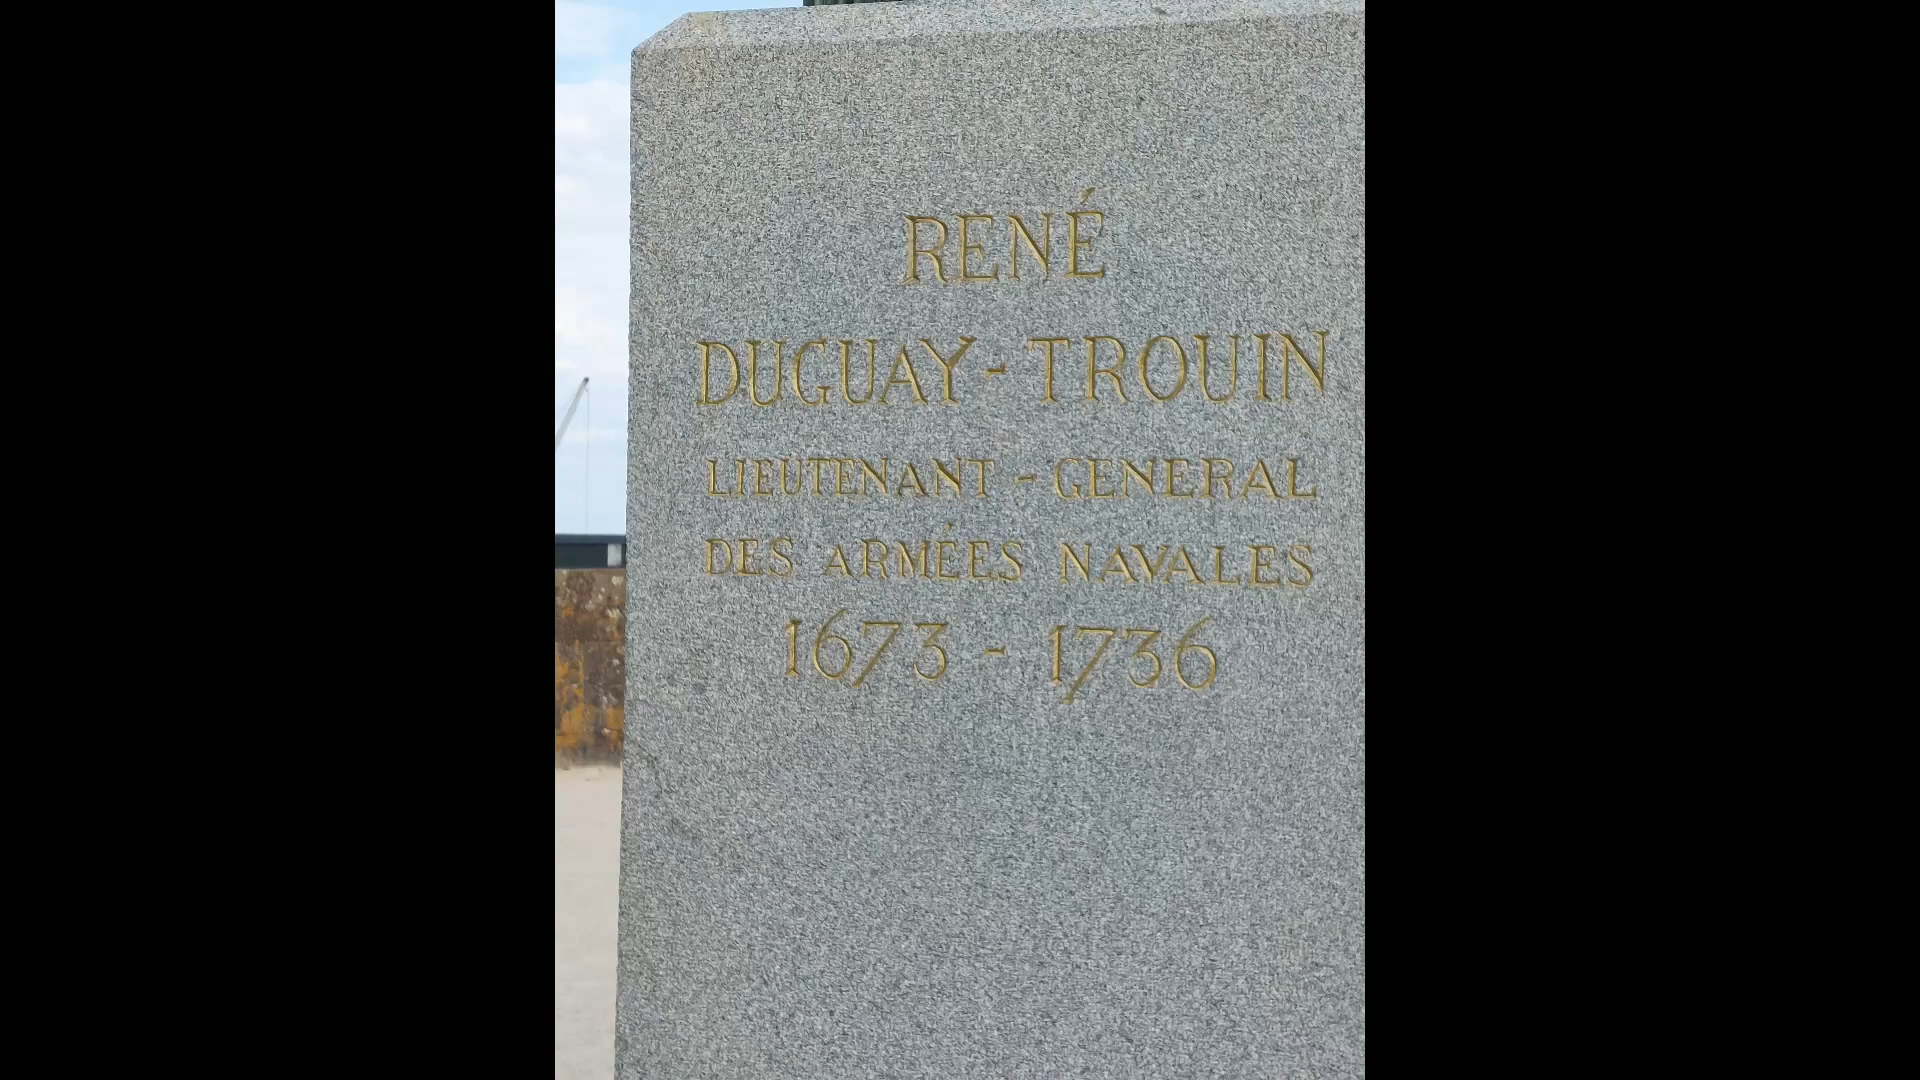 RENÉ
DUGUAY-TROUIN
LIEUTENANT-GENERAL
DES ARMÉES NAVALES
1673-1736